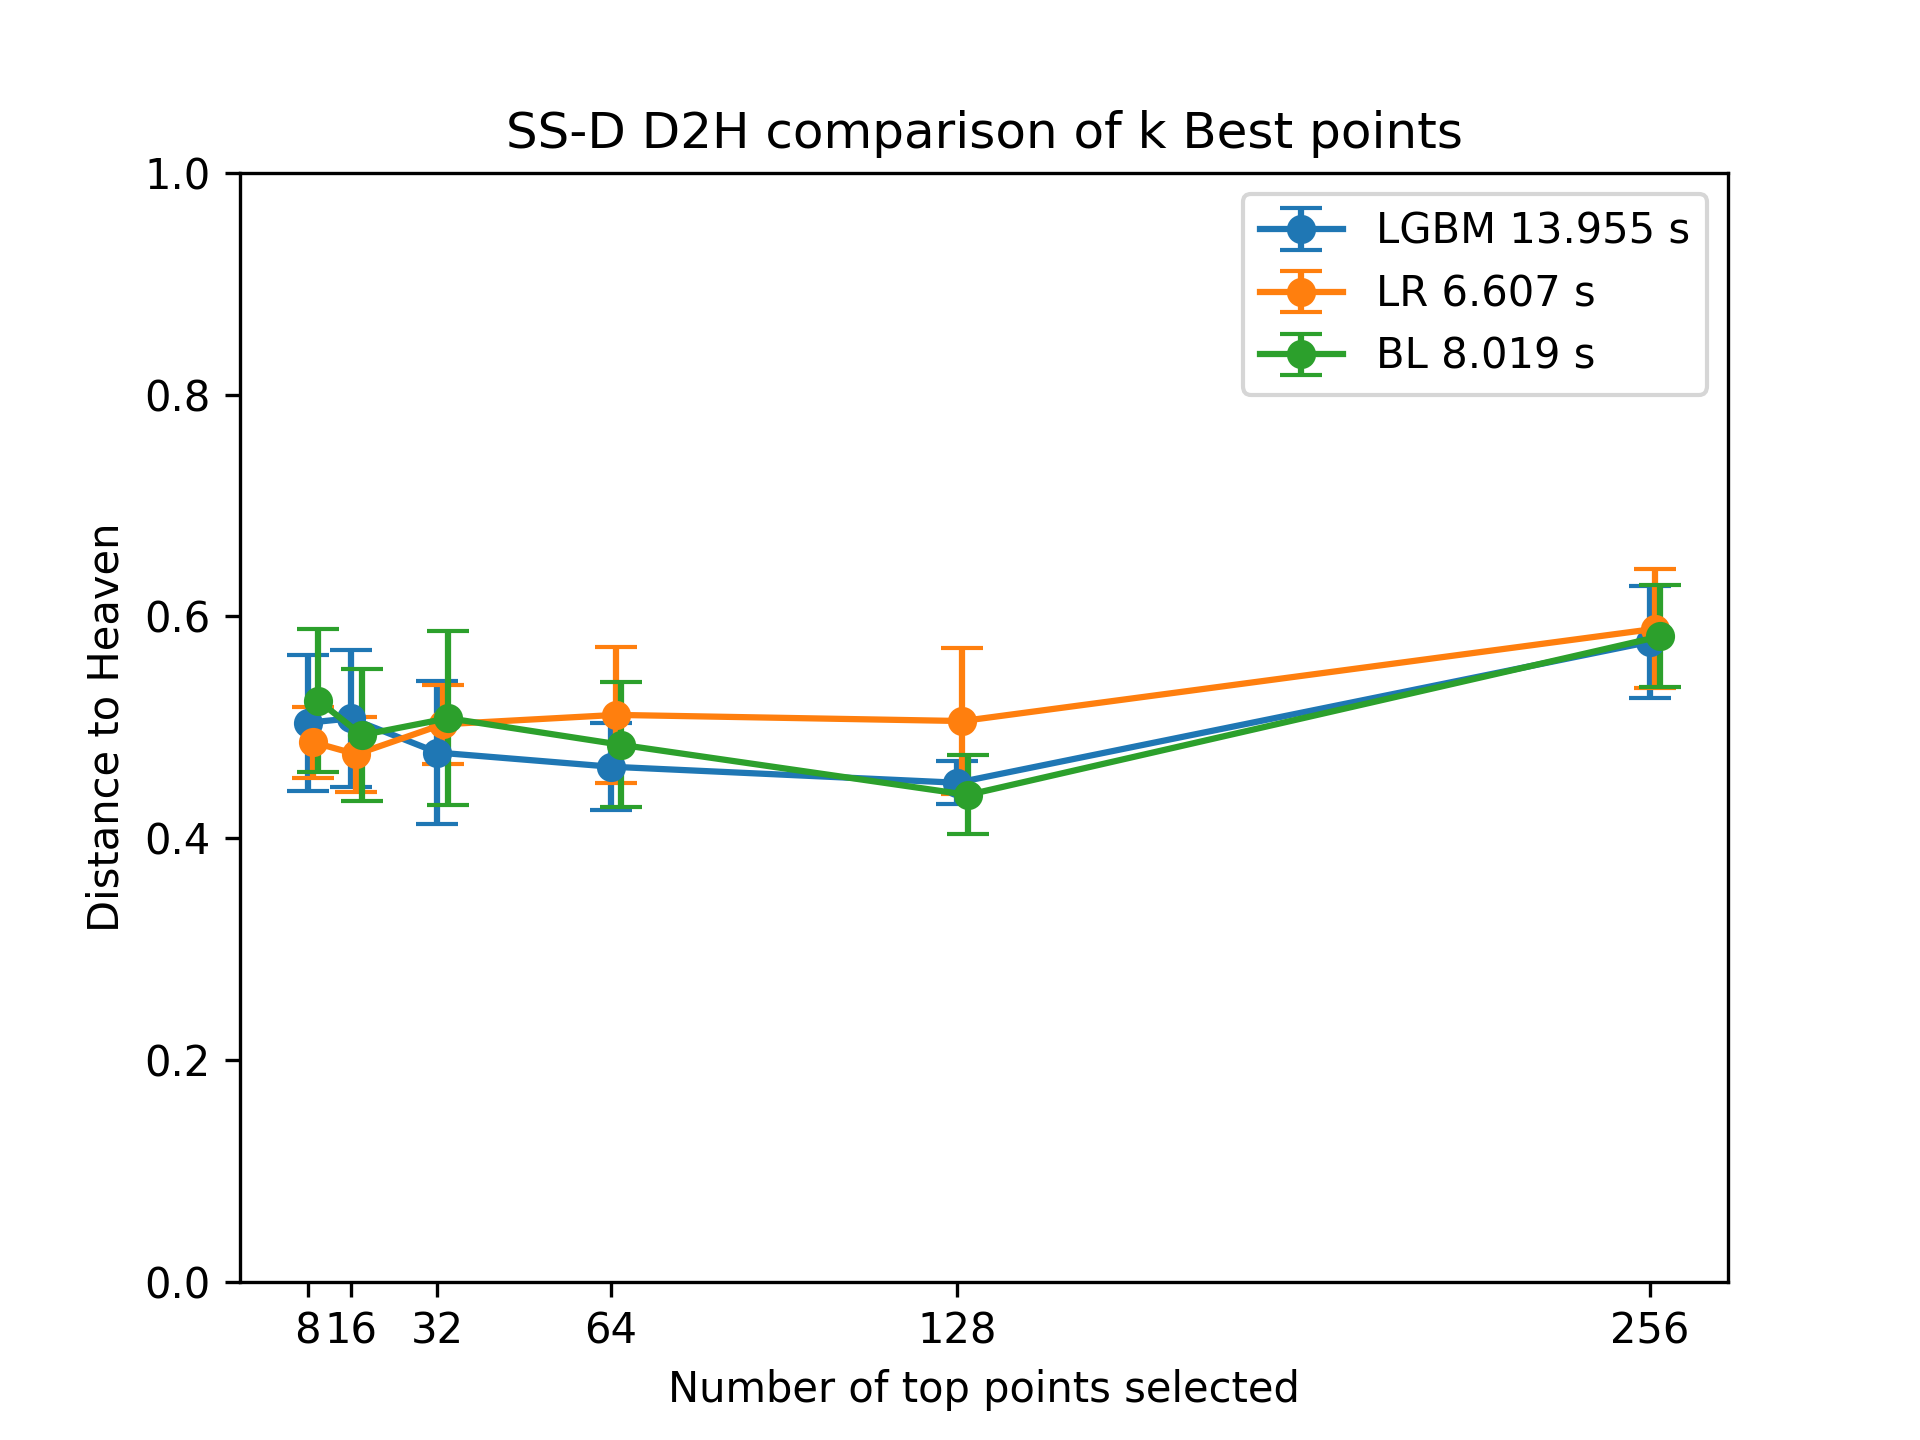 SS-D D2H comparison of k Best points
1.0
0.8
0.6
0.4
0.2
0.0
Distance to Heaven
LGBM 13.955 s
LR 6.607 s
BL 8.019 s
8 16 32 64 128 256
Number of top points selected